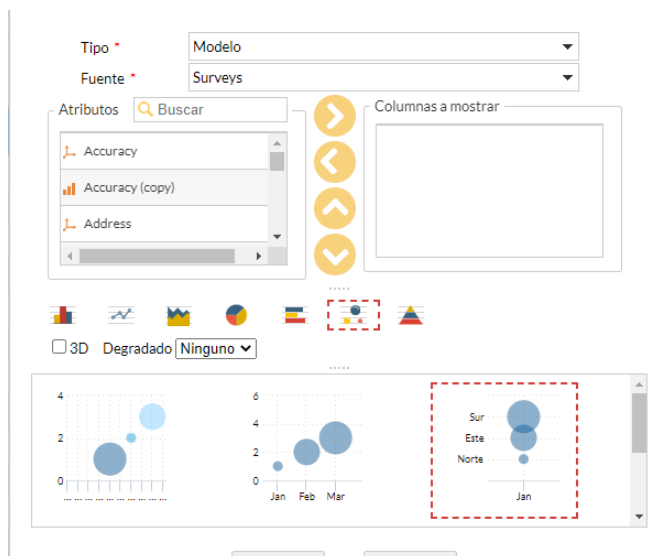 Tipo *
Modelo
Fuente *
Surveys
Atributos
Buscar
Columnas a mostrar
Accuracy
Accuracy (copy)
Address
3D
Degradado
Ninguno
4
2
0
... ... ... ... ... ... ... ...
6
4
2
0
Jan Feb Mar
Sur
Este
Norte
Jan